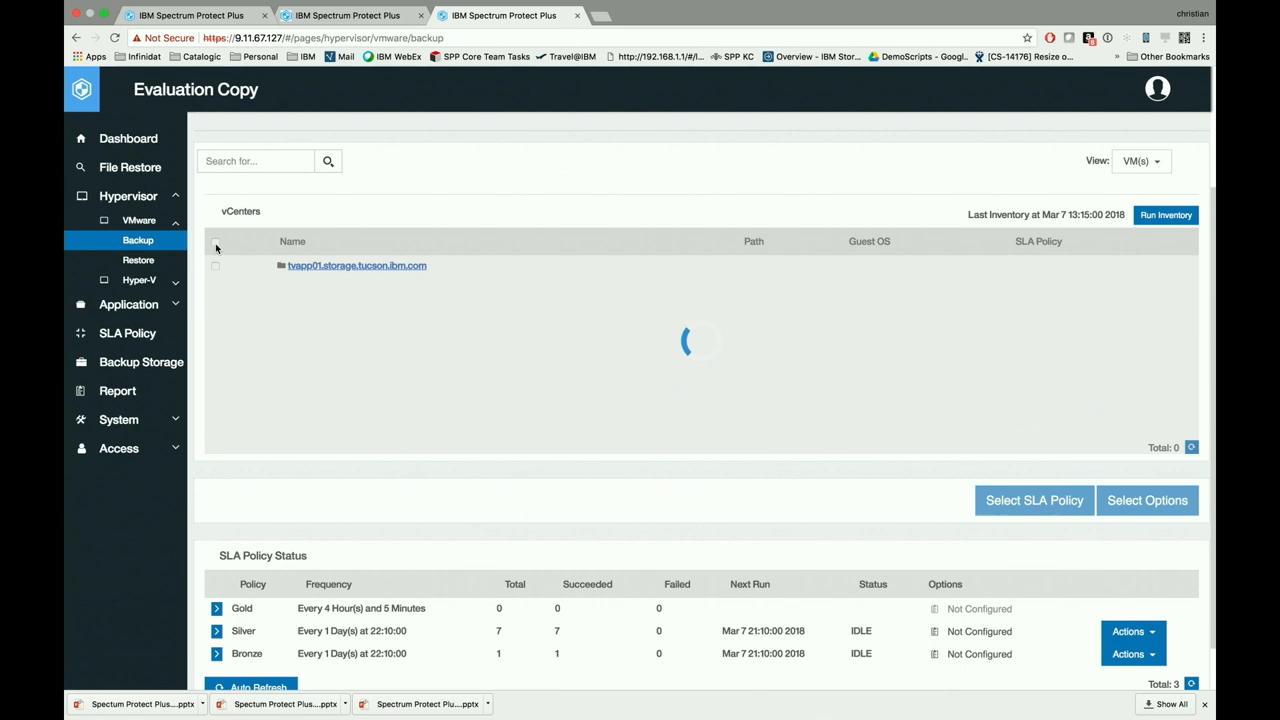 christian
IBM Spectrum Protect Plus
IBM Spectrum Protect Plus
IBM Spectrum Protect Plus
Not Secure https://9.11.67.127/#/pages/hypervisor/vmware/backup
Apps Infinidat Catalogic Personal IBM Mail IBM WebEx SPP Core Team Tasks Travel@IBM http://192.168.1.1/#/l... SPP KC Overview - IBM Stor... DemoScripts - Googl... [CS-14176] Resize o... » Other Bookmarks
Evaluation Copy
Dashboard
File Restore
Hypervisor
VMware
Backup
Restore
Hyper-V
Application
SLA Policy
Backup Storage
Report
System
Access
Search for...
View: VM(s)
vCenters
Last Inventory at Mar 7 13:15:00 2018 Run Inventory
Name Path Guest OS SLA Policy
tvapp01.storage.tucson.ibm.com
Total: 0
Select SLA Policy Select Options
SLA Policy Status
Policy Frequency Total Succeeded Failed Next Run Status Options
Gold Every 4 Hour(s) and 5 Minutes 0 0 0 Not Configured
Silver Every 1 Day(s) at 22:10:00 7 7 0 Mar 7 21:10:00 2018 IDLE Not Configured Actions
Bronze Every 1 Day(s) at 22:10:00 1 1 0 Mar 7 21:10:00 2018 IDLE Not Configured Actions
Auto Refresh
Total: 3
Spectum Protect Plus....pptx
Spectum Protect Plus....pptx
Spectum Protect Plu....pptx
Show All